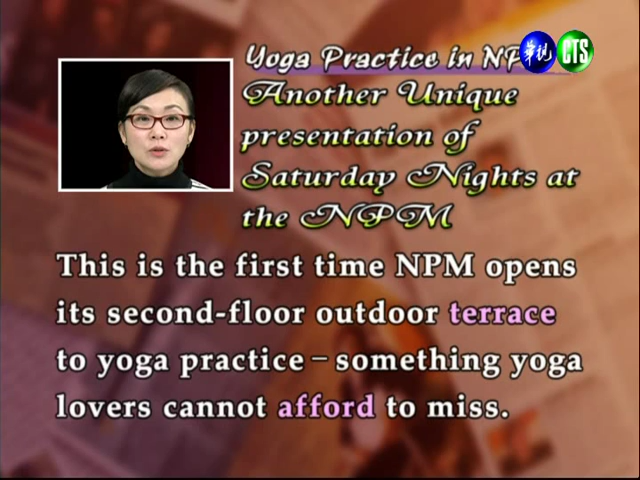 Yoga Practice in NP
華視 CTS
Another Unique
presentation of
Saturday Nights at
the NPM
This is the first time NPM opens
its second-floor outdoor terrace
to yoga practice – something yoga
lovers cannot afford to miss.